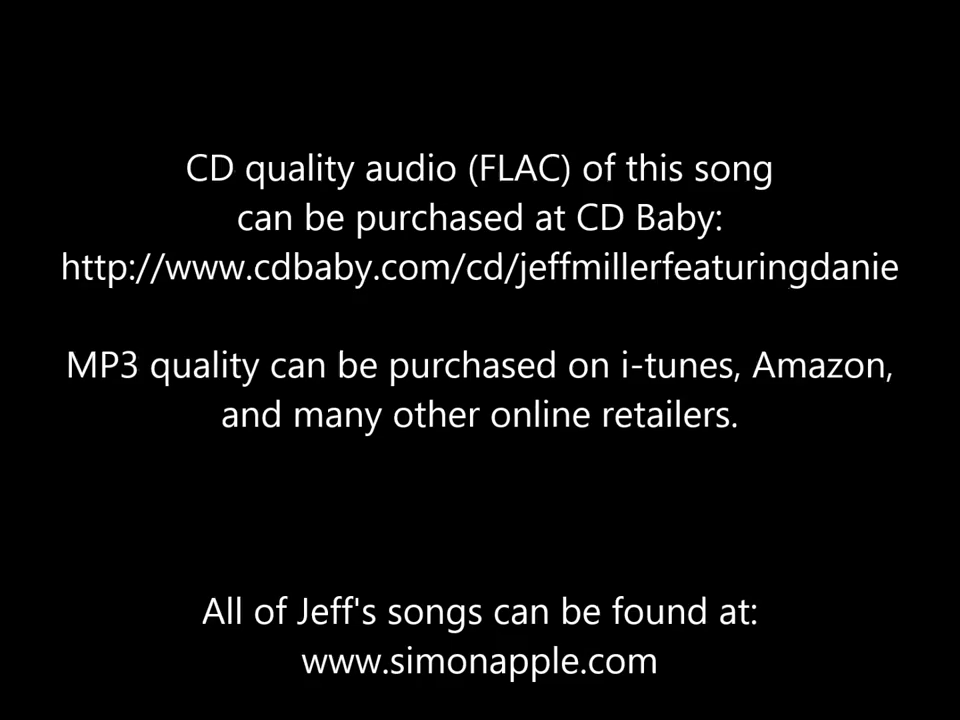 CD quality audio (FLAC) of this song
can be purchased at CD Baby:
http://www.cdbaby.com/cd/jeffmillerfeaturingdanie
MP3 quality can be purchased on i-tunes, Amazon,
and many other online retailers.
All of Jeff's songs can be found at:
www.simonapple.com